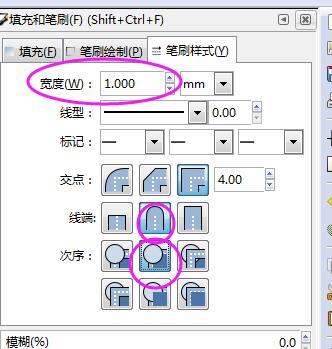 填充和笔刷(F) (Shift+Ctrl+F)
填充(F) 笔刷绘制(P) 笔刷样式(Y)
宽度(W)： 1.000 mm
线型： 0.00
标记：
交点： 4.00
线端:
次序：
模糊(%) 0.0